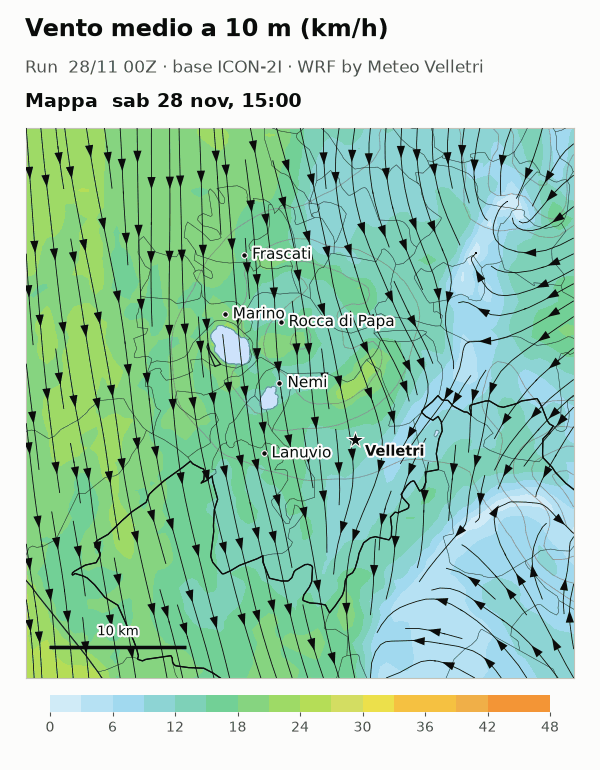 Vento medio a 10 m (km/h)
Run 28/11 00Z · base ICON-2I · WRF by Meteo Velletri
Mappa sab 28 nov, 15:00
Frascati
Marino
Rocca di Papa
Nemi
Velletri
Lanuvio
10 km
0 6 12 18 24 30 36 42 48